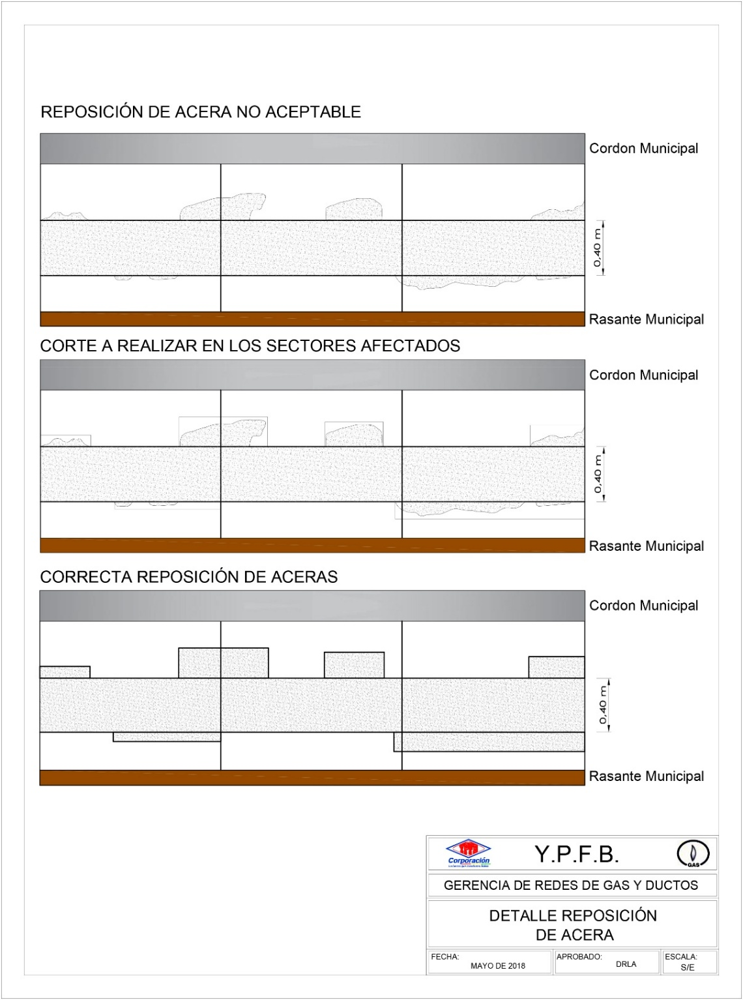 REPOSICIÓN DE ACERA NO ACEPTABLE
Cordon Municipal
0,40 m
Rasante Municipal
CORTE A REALIZAR EN LOS SECTORES AFECTADOS
Cordon Municipal
0,40 m
Rasante Municipal
CORRECTA REPOSICIÓN DE ACERAS
Cordon Municipal
0,40 m
Rasante Municipal
Corporación
Y.P.F.B.
GAS
GERENCIA DE REDES DE GAS Y DUCTOS
DETALLE REPOSICIÓN
DE ACERA
FECHA:
MAYO DE 2018
APROBADO:
DRLA
ESCALA:
S/E